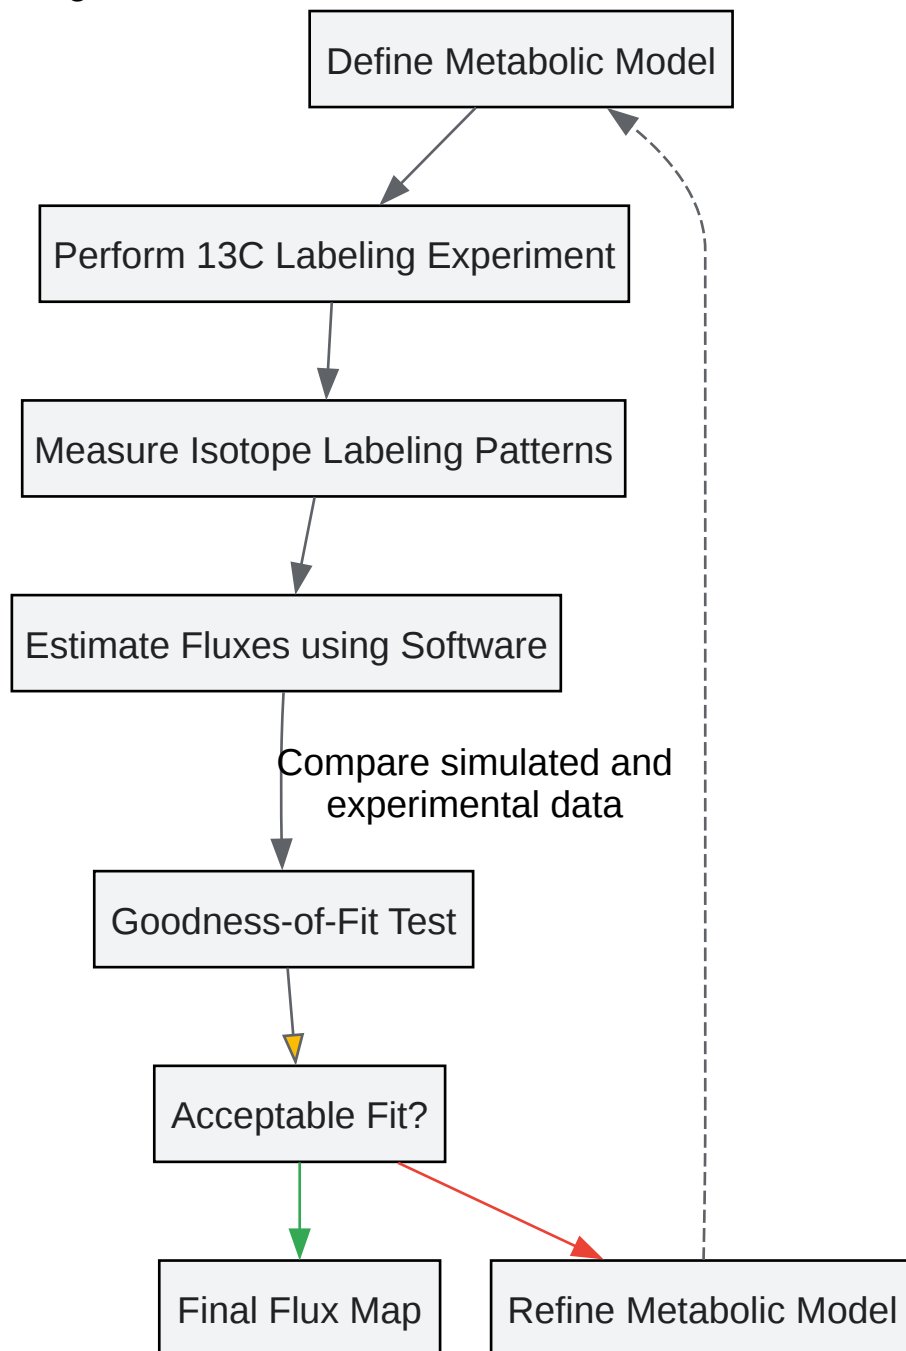 Define Metabolic Model
Perform 13C Labeling Experiment
Measure Isotope Labeling Patterns
Estimate Fluxes using Software
Compare simulated and
experimental data
Goodness-of-Fit Test
Acceptable Fit?
Final Flux Map
Refine Metabolic Model